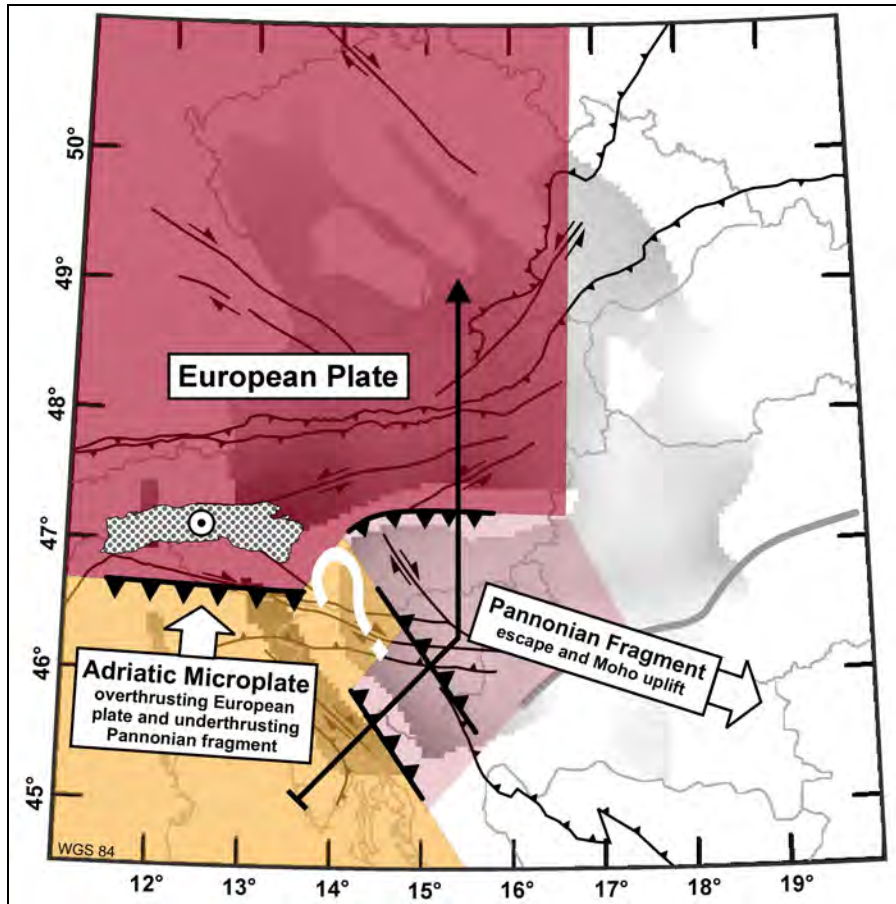 50°
49°
48°
47°
46°
45°
European Plate
Pannonian Fragment
escape and Moho uplift
?
Adriatic Microplate
overthrusting European
plate and underthrusting
Pannonian fragment
WGS 84
12°
13°
14°
15°
16°
17°
18°
19°